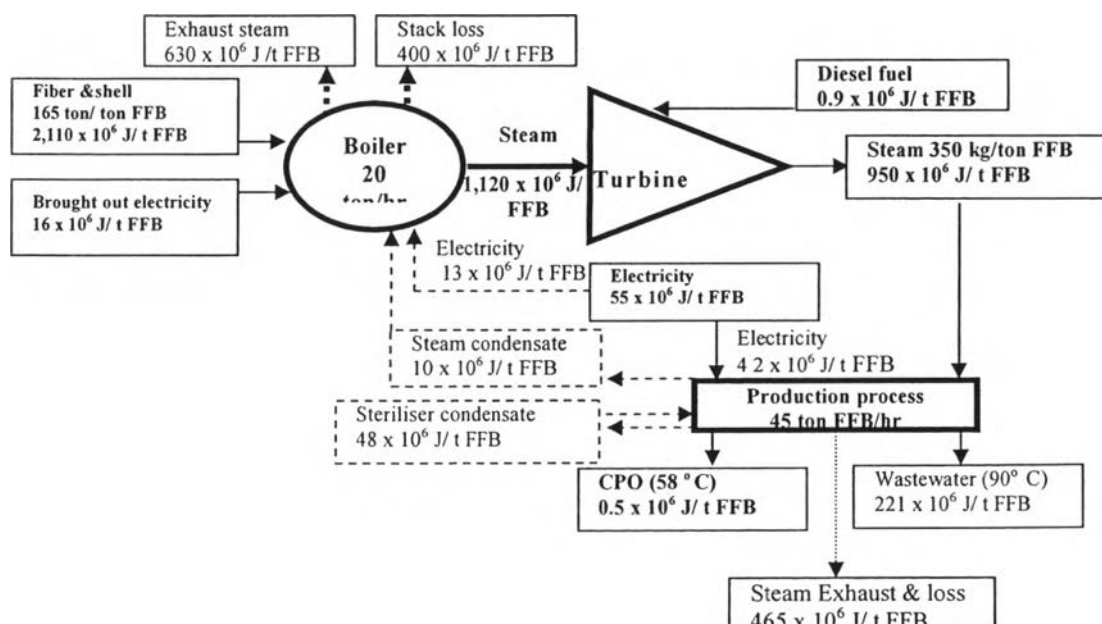 Exhaust steam
630 x 10⁶ J /t FFB
Stack loss
400 x 10⁶ J/ t FFB
Fiber &shell
165 ton/ ton FFB
2,110 x 10⁶ J/ t FFB
Diesel fuel
0.9 x 10⁶ J/ t FFB
Boiler
20
ton/hr
Steam
1,120 x 10⁶ J/
FFB
Turbine
Steam 350 kg/ton FFB
950 x 10⁶ J/ t FFB
Brought out electricity
16 x 10⁶ J/ t FFB
Electricity
13 x 10⁶ J/ t FFB
Electricity
55 x 10⁶ J/ t FFB
Steam condensate
10 x 10⁶ J/ t FFB
Electricity
4 2 x 10⁶ J/ t FFB
Steriliser condensate
48 x 10⁶ J/ t FFB
Production process
45 ton FFB/hr
CPO (58 ° C)
0.5 x 10⁶ J/ t FFB
Wastewater (90° C)
221 x 10⁶ J/ t FFB
Steam Exhaust & loss
465 x 10⁶ J/ t FFB